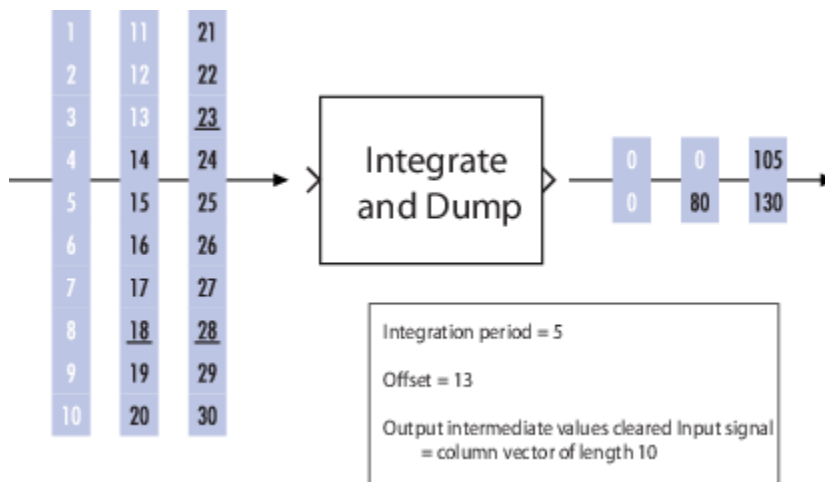 1 11 21
2 12 22
3 13 23
4 14 24
5 15 25
6 16 26
7 17 27
8 18 28
9 19 29
10 20 30
Integrate
and Dump
0 0 105
0 80 130
Integration period = 5
Offset = 13
Output intermediate values cleared Input signal
= column vector of length 10